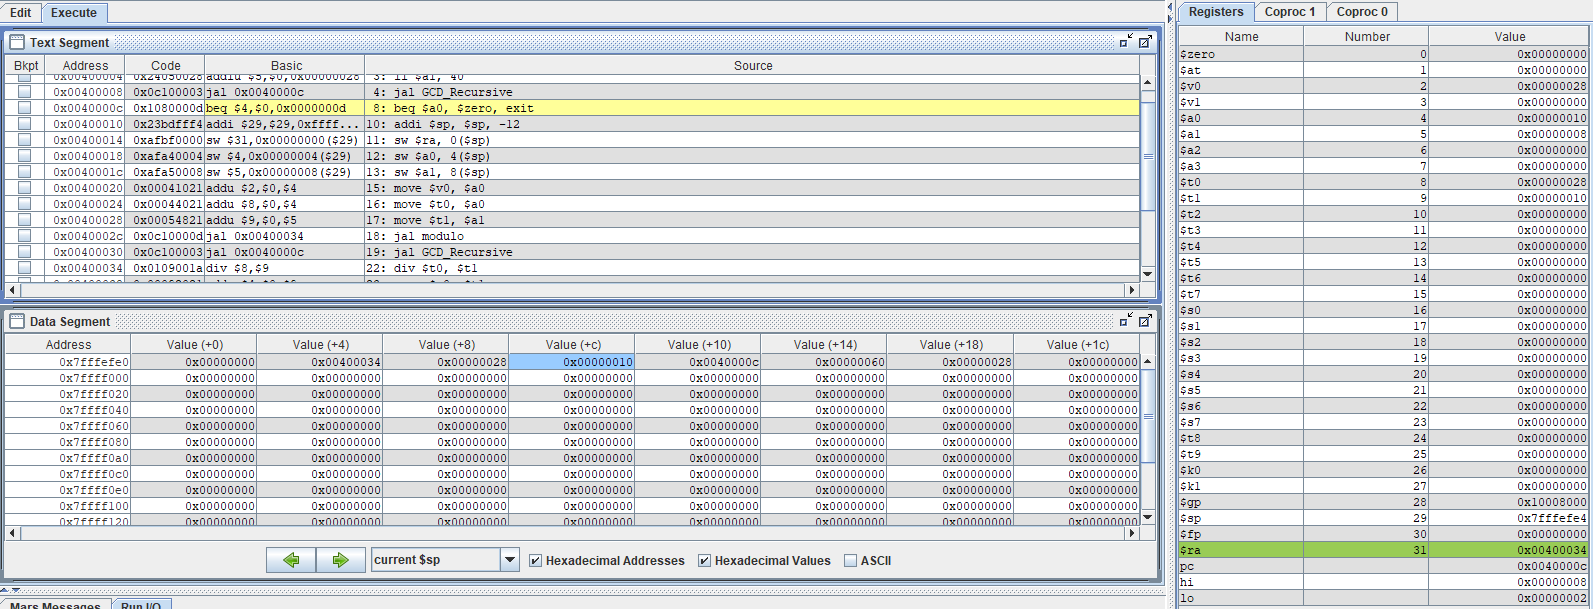 Edit Execute
Text Segment
Bkpt Address Code Basic Source
0x00400004 0x24050028 addiu $5,$0,0x00000028 3: li $a1, 40
0x00400008 0x0c100003 jal 0x0040000c 4: jal GCD_Recursive
0x0040000c 0x1080000d beq $4,$0,0x0000000d 8: beq $a0, $zero, exit
0x00400010 0x23bdfff4 addi $29,$29,0xffff... 10: addi $sp, $sp, -12
0x00400014 0xafbf0000 sw $31,0x00000000($29) 11: sw $ra, 0($sp)
0x00400018 0xafa40004 sw $4,0x00000004($29) 12: sw $a0, 4($sp)
0x0040001c 0xafa50008 sw $5,0x00000008($29) 13: sw $a1, 8($sp)
0x00400020 0x00041021 addu $2,$0,$4 15: move $v0, $a0
0x00400024 0x00044021 addu $8,$0,$4 16: move $t0, $a0
0x00400028 0x00054821 addu $9,$0,$5 17: move $t1, $a1
0x0040002c 0x0c10000d jal 0x00400034 18: jal modulo
0x00400030 0x0c100003 jal 0x0040000c 19: jal GCD_Recursive
0x00400034 0x0109001a div $8,$9 22: div $t0, $t1
Data Segment
Address Value (+0) Value (+4) Value (+8) Value (+c) Value (+10) Value (+14) Value (+18) Value (+1c)
0x7fffefe0 0x00000000 0x00400034 0x00000028 0x00000010 0x0040000c 0x00000060 0x00000028 0x00000000
0x7ffff000 0x00000000 0x00000000 0x00000000 0x00000000 0x00000000 0x00000000 0x00000000 0x00000000
0x7ffff020 0x00000000 0x00000000 0x00000000 0x00000000 0x00000000 0x00000000 0x00000000 0x00000000
0x7ffff040 0x00000000 0x00000000 0x00000000 0x00000000 0x00000000 0x00000000 0x00000000 0x00000000
0x7ffff060 0x00000000 0x00000000 0x00000000 0x00000000 0x00000000 0x00000000 0x00000000 0x00000000
0x7ffff080 0x00000000 0x00000000 0x00000000 0x00000000 0x00000000 0x00000000 0x00000000 0x00000000
0x7ffff0a0 0x00000000 0x00000000 0x00000000 0x00000000 0x00000000 0x00000000 0x00000000 0x00000000
0x7ffff0c0 0x00000000 0x00000000 0x00000000 0x00000000 0x00000000 0x00000000 0x00000000 0x00000000
0x7ffff0e0 0x00000000 0x00000000 0x00000000 0x00000000 0x00000000 0x00000000 0x00000000 0x00000000
0x7ffff100 0x00000000 0x00000000 0x00000000 0x00000000 0x00000000 0x00000000 0x00000000 0x00000000
0x7ffff120 0x00000000 0x00000000 0x00000000 0x00000000 0x00000000 0x00000000 0x00000000 0x00000000
current $sp Hexadecimal Addresses Hexadecimal Values ASCII
Mars Messages Run I/O
Registers Coproc 1 Coproc 0
Name Number Value
$zero 0 0x00000000
$at 1 0x00000000
$v0 2 0x00000028
$v1 3 0x00000000
$a0 4 0x00000010
$a1 5 0x00000008
$a2 6 0x00000000
$a3 7 0x00000000
$t0 8 0x00000028
$t1 9 0x00000010
$t2 10 0x00000000
$t3 11 0x00000000
$t4 12 0x00000000
$t5 13 0x00000000
$t6 14 0x00000000
$t7 15 0x00000000
$s0 16 0x00000000
$s1 17 0x00000000
$s2 18 0x00000000
$s3 19 0x00000000
$s4 20 0x00000000
$s5 21 0x00000000
$s6 22 0x00000000
$s7 23 0x00000000
$t8 24 0x00000000
$t9 25 0x00000000
$k0 26 0x00000000
$k1 27 0x00000000
$gp 28 0x10008000
$sp 29 0x7fffefe4
$fp 30 0x00000000
$ra 31 0x00400034
pc 0x0040000c
hi 0x00000008
lo 0x00000002